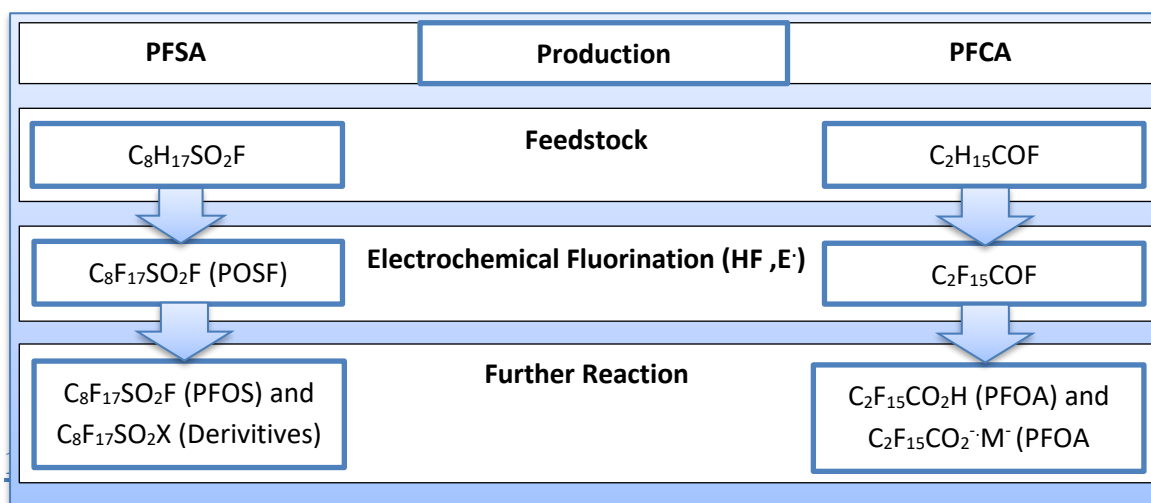 PFSA Production PFCA
Feedstock
C₈H₁₇SO₂F
C₂H₁₅COF
Electrochemical Fluorination (HF ,E⁻)
C₈F₁₇SO₂F (POSF)
C₂F₁₅COF
Further Reaction
C₈F₁₇SO₂F (PFOS) and
C₈F₁₇SO₂X (Derivitives)
C₂F₁₅CO₂H (PFOA) and
C₂F₁₅CO₂⁻·M⁻ (PFOA